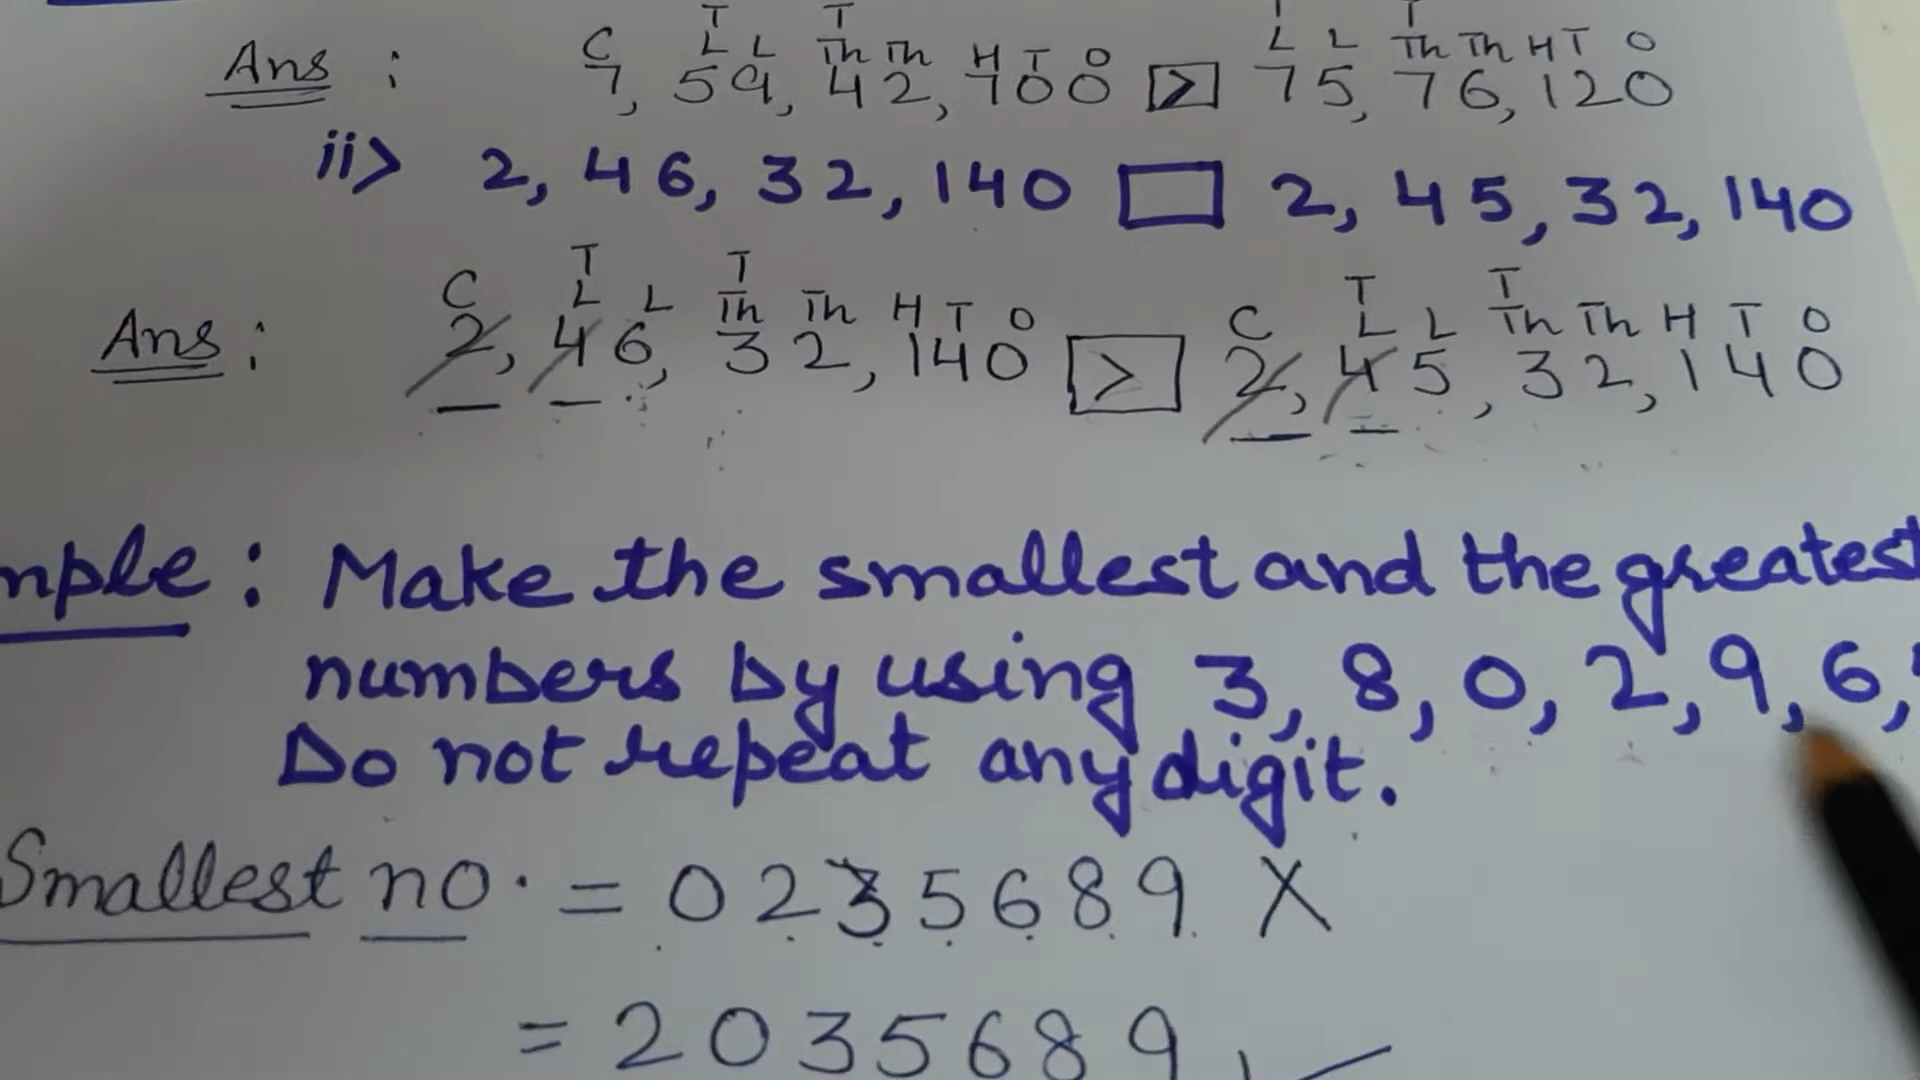 T T T
C L L Th Th H T O L L Th Th H T O
Ans : 7, 59, 42, 700 > 75, 76, 120
ii> 2, 46, 32, 140 □ 2, 45, 32, 140
T T T T
C L L Th Th H T O C L L Th Th H T O
Ans : 2, 46, 32, 140 > 2, 45, 32, 140
mple : Make the smallest and the greatest
numbers by using 3, 8, 0, 2, 9, 6,
Do not repeat any digit.
Smallest no. = 0235689 X
= 2035689 ✓